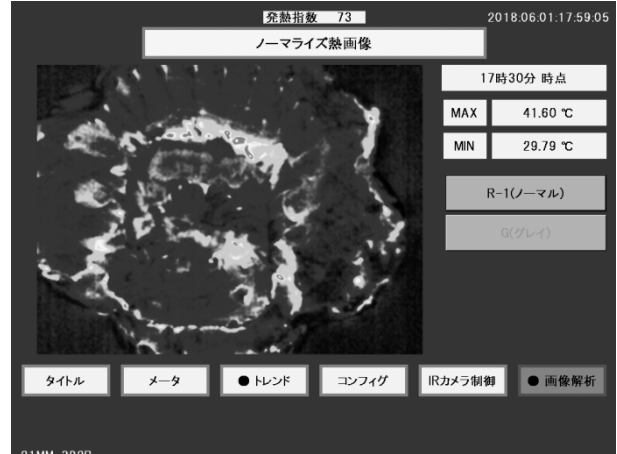 発熱指数 73
2018.06.01.17:59.05
ノーマライズ熱画像
17時30分 時点
MAX 41.60 ℃
MIN 29.79 ℃
R-1(ノーマル)
G(グレイ)
タイトル メータ ● トレンド コンフィグ IRカメラ制御 ● 画像解析